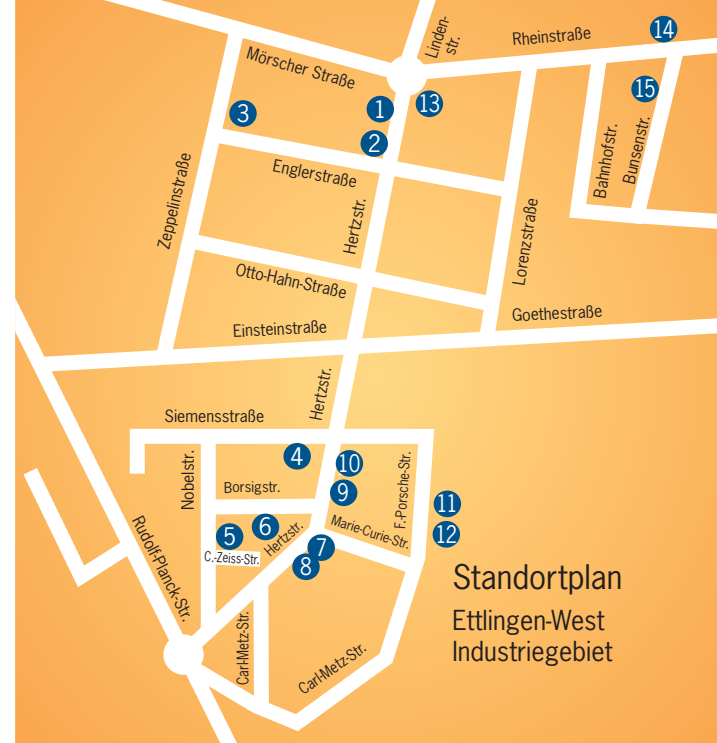 Linden-
str.
14
Rheinstraße
Mörscher Straße
15
13
1
3
2
Bahnhofstr.
Bunsenstr.
Englerstraße
Zeppelinstraße
Hertzstr.
Lorenzstraße
Otto-Hahn-Straße
Goethestraße
Einsteinstraße
Hertzstr.
Siemensstraße
4
10
Nobelstr.
Borsigstr.
9
F.-Porsche-Str.
11
6
5
Marie-Curie-Str.
12
Hertzstr.
7
C.-Zeiss-Str.
8
Rudolf-Planck-Str.
Standortplan
Ettlingen-West
Industriegebiet
Carl-Metz-Str.
Carl-Metz-Str.